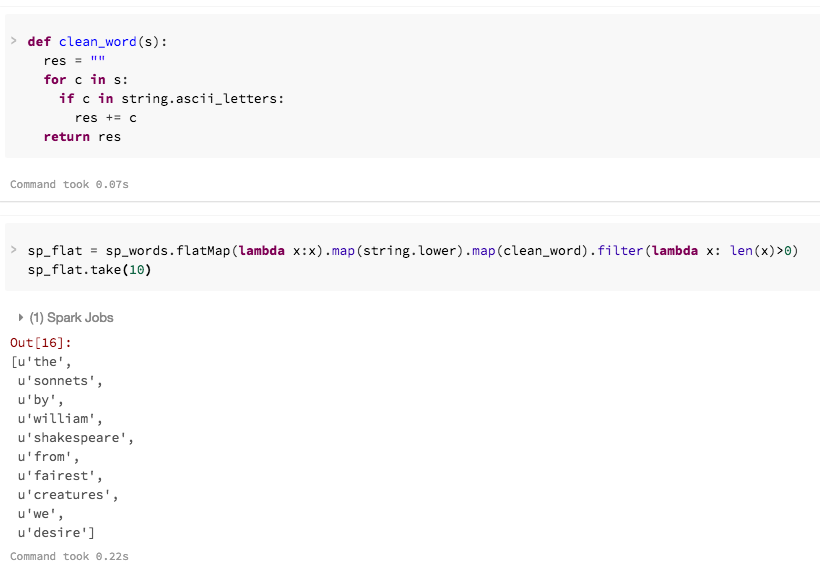 > def clean_word(s):
    res = ""
    for c in s:
      if c in string.ascii_letters:
        res += c
    return res
Command took 0.07s
> sp_flat = sp_words.flatMap(lambda x:x).map(string.lower).map(clean_word).filter(lambda x: len(x)>0)
  sp_flat.take(10)
(1) Spark Jobs
Out[16]:
[u'the',
 u'sonnets',
 u'by',
 u'william',
 u'shakespeare',
 u'from',
 u'fairest',
 u'creatures',
 u'we',
 u'desire']
Command took 0.22s